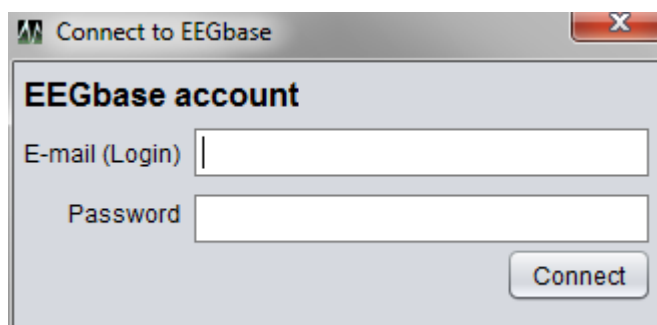 Connect to EEGbase
EEGbase account
E-mail (Login)
Password
Connect